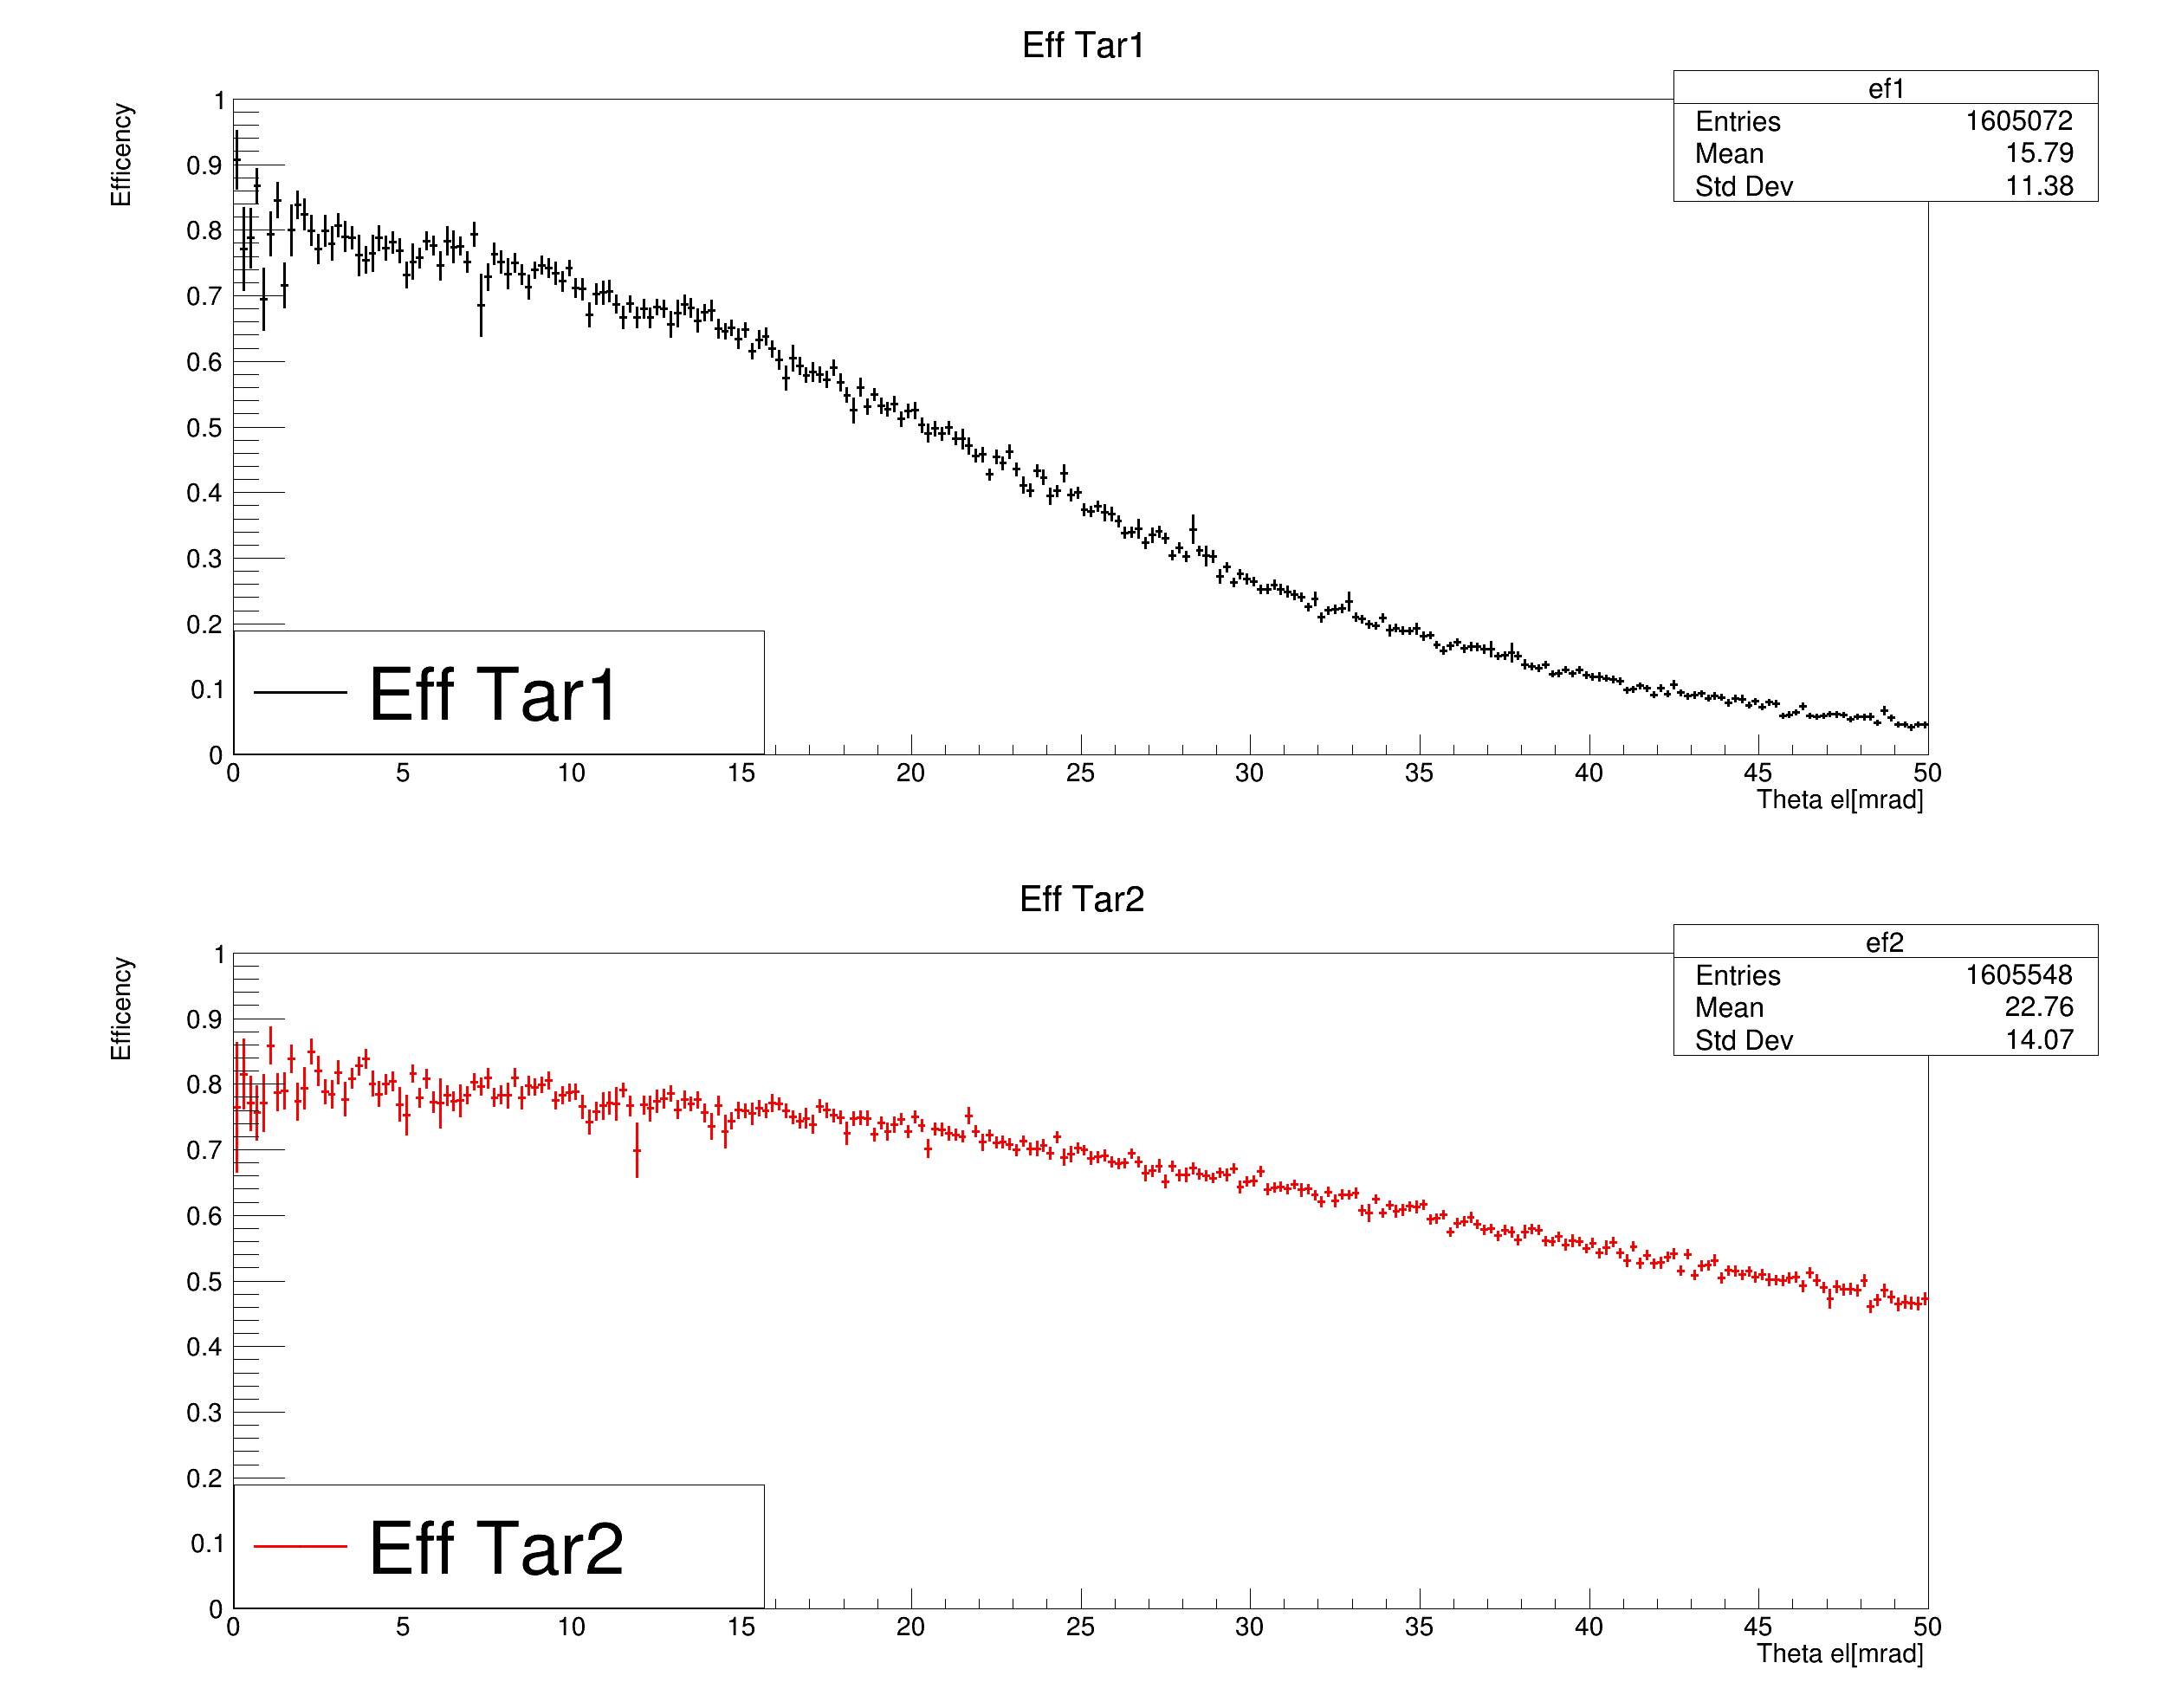 Eff Tar1
Efficency
ef1
Entries 1605072
Mean 15.79
Std Dev 11.38
1
0.9
0.8
0.7
0.6
0.5
0.4
0.3
0.2
0.1
0
Eff Tar1
0 5 10 15 20 25 30 35 40 45 50
Theta el[mrad]
Eff Tar2
Efficency
ef2
Entries 1605548
Mean 22.76
Std Dev 14.07
1
0.9
0.8
0.7
0.6
0.5
0.4
0.3
0.2
0.1
0
Eff Tar2
0 5 10 15 20 25 30 35 40 45 50
Theta el[mrad]